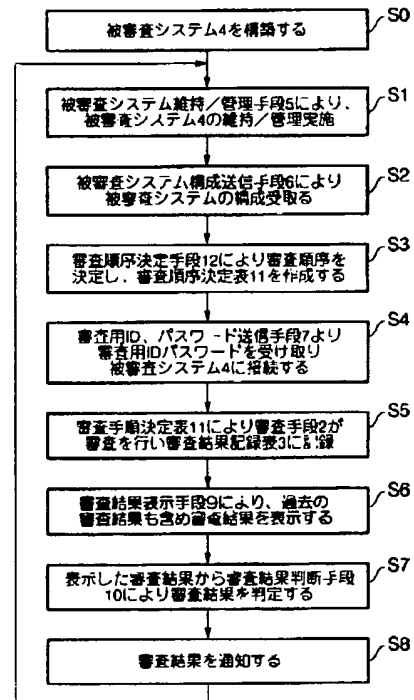 被審査システム4を構築する
S0
被審査システム維持/管理手段5により、
被審査システム4の維持/管理実施
S1
被審査システム構成送信手段6により
被審査システムの構成受取る
S2
審査順序決定手段12により審査順序を
決定し、審査順序決定表11を作成する
S3
審査用ID、パスワード送信手段7より
審査用IDパスワードを受け取り
被審査システム4に接続する
S4
審査手順決定表11により審査手段2が
審査を行い審査結果記録表3に記録
S5
審査結果表示手段9により、過去の
審査結果も含め審査結果を表示する
S6
表示した審査結果から審査結果判断手段
10により審査結果を判定する
S7
審査結果を通知する
S8